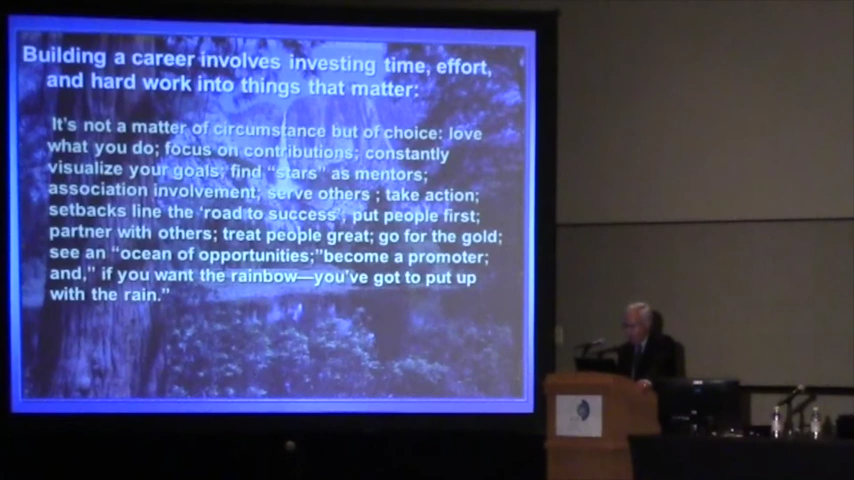 Building a career involves investing time, effort,
and hard work into things that matter:
It's not a matter of circumstance but of choice: love
what you do; focus on contributions; constantly
visualize your goals; find “stars” as mentors;
association involvement; serve others ; take action;
setbacks line the ‘road to success’; put people first;
partner with others; treat people great; go for the gold;
see an “ocean of opportunities;”become a promoter;
and,” if you want the rainbow—you’ve got to put up
with the rain.”